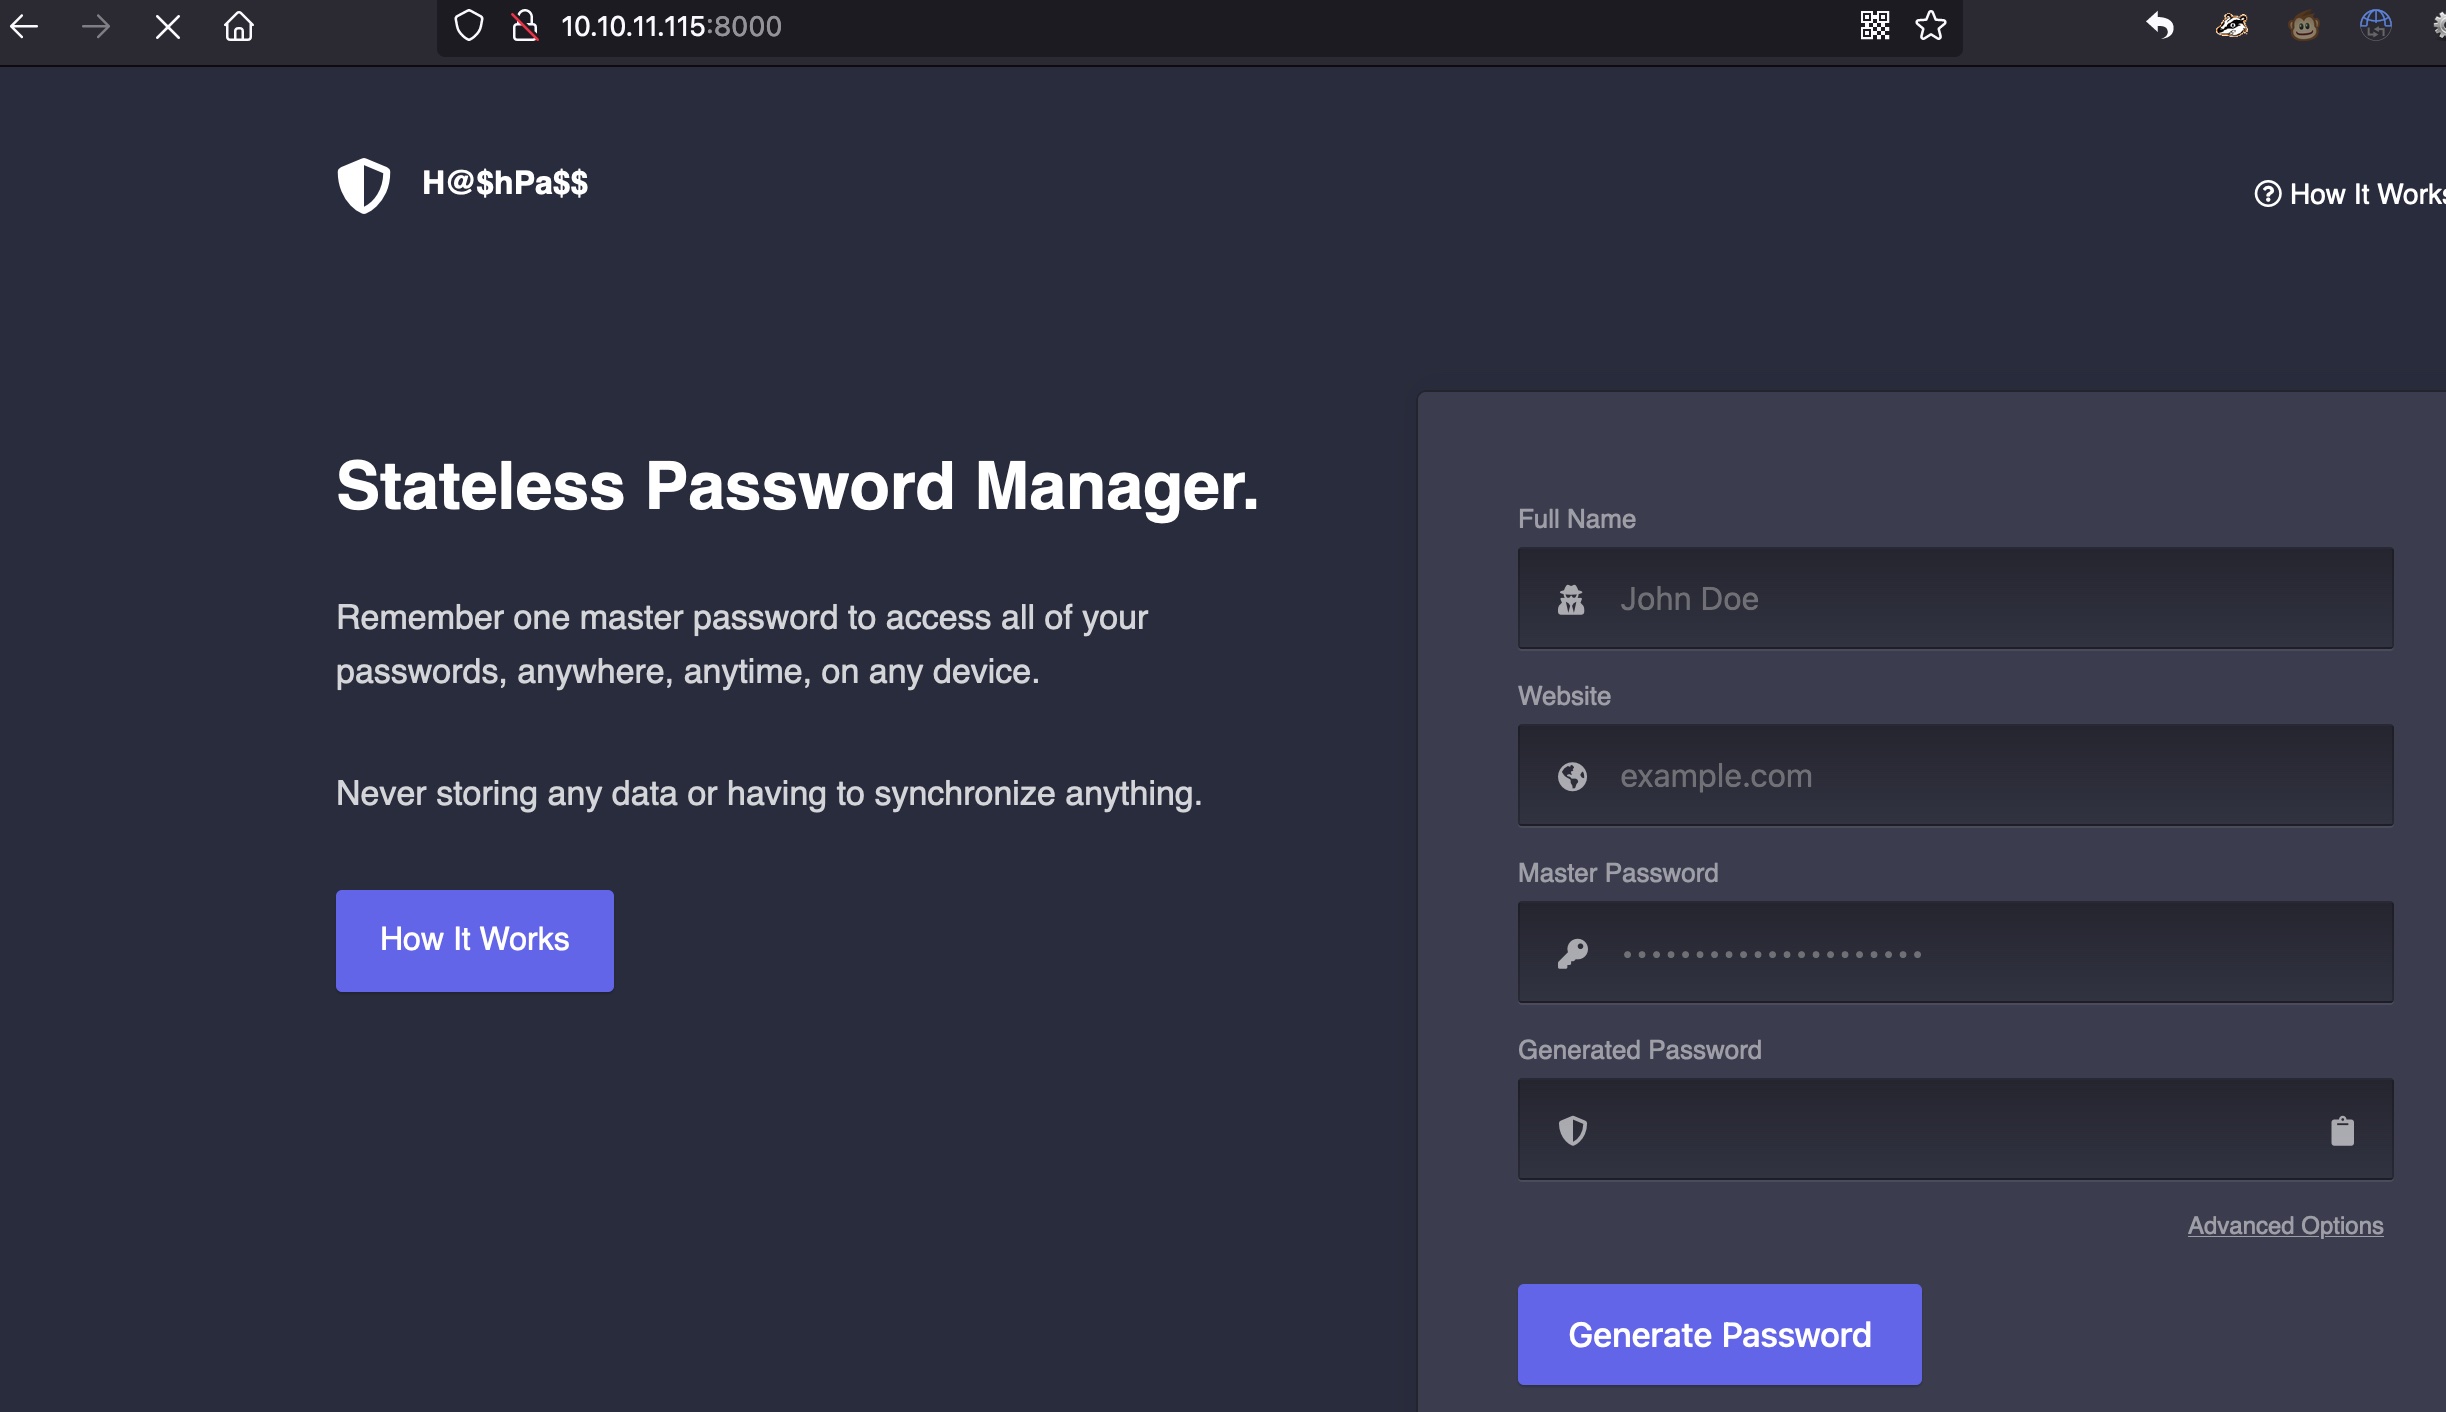 10.10.11.115:8000
H@$hPa$$
How It Works
Stateless Password Manager.
Remember one master password to access all of your
passwords, anywhere, anytime, on any device.
Never storing any data or having to synchronize anything.
How It Works
Full Name
John Doe
Website
example.com
Master Password
Generated Password
Advanced Options
Generate Password